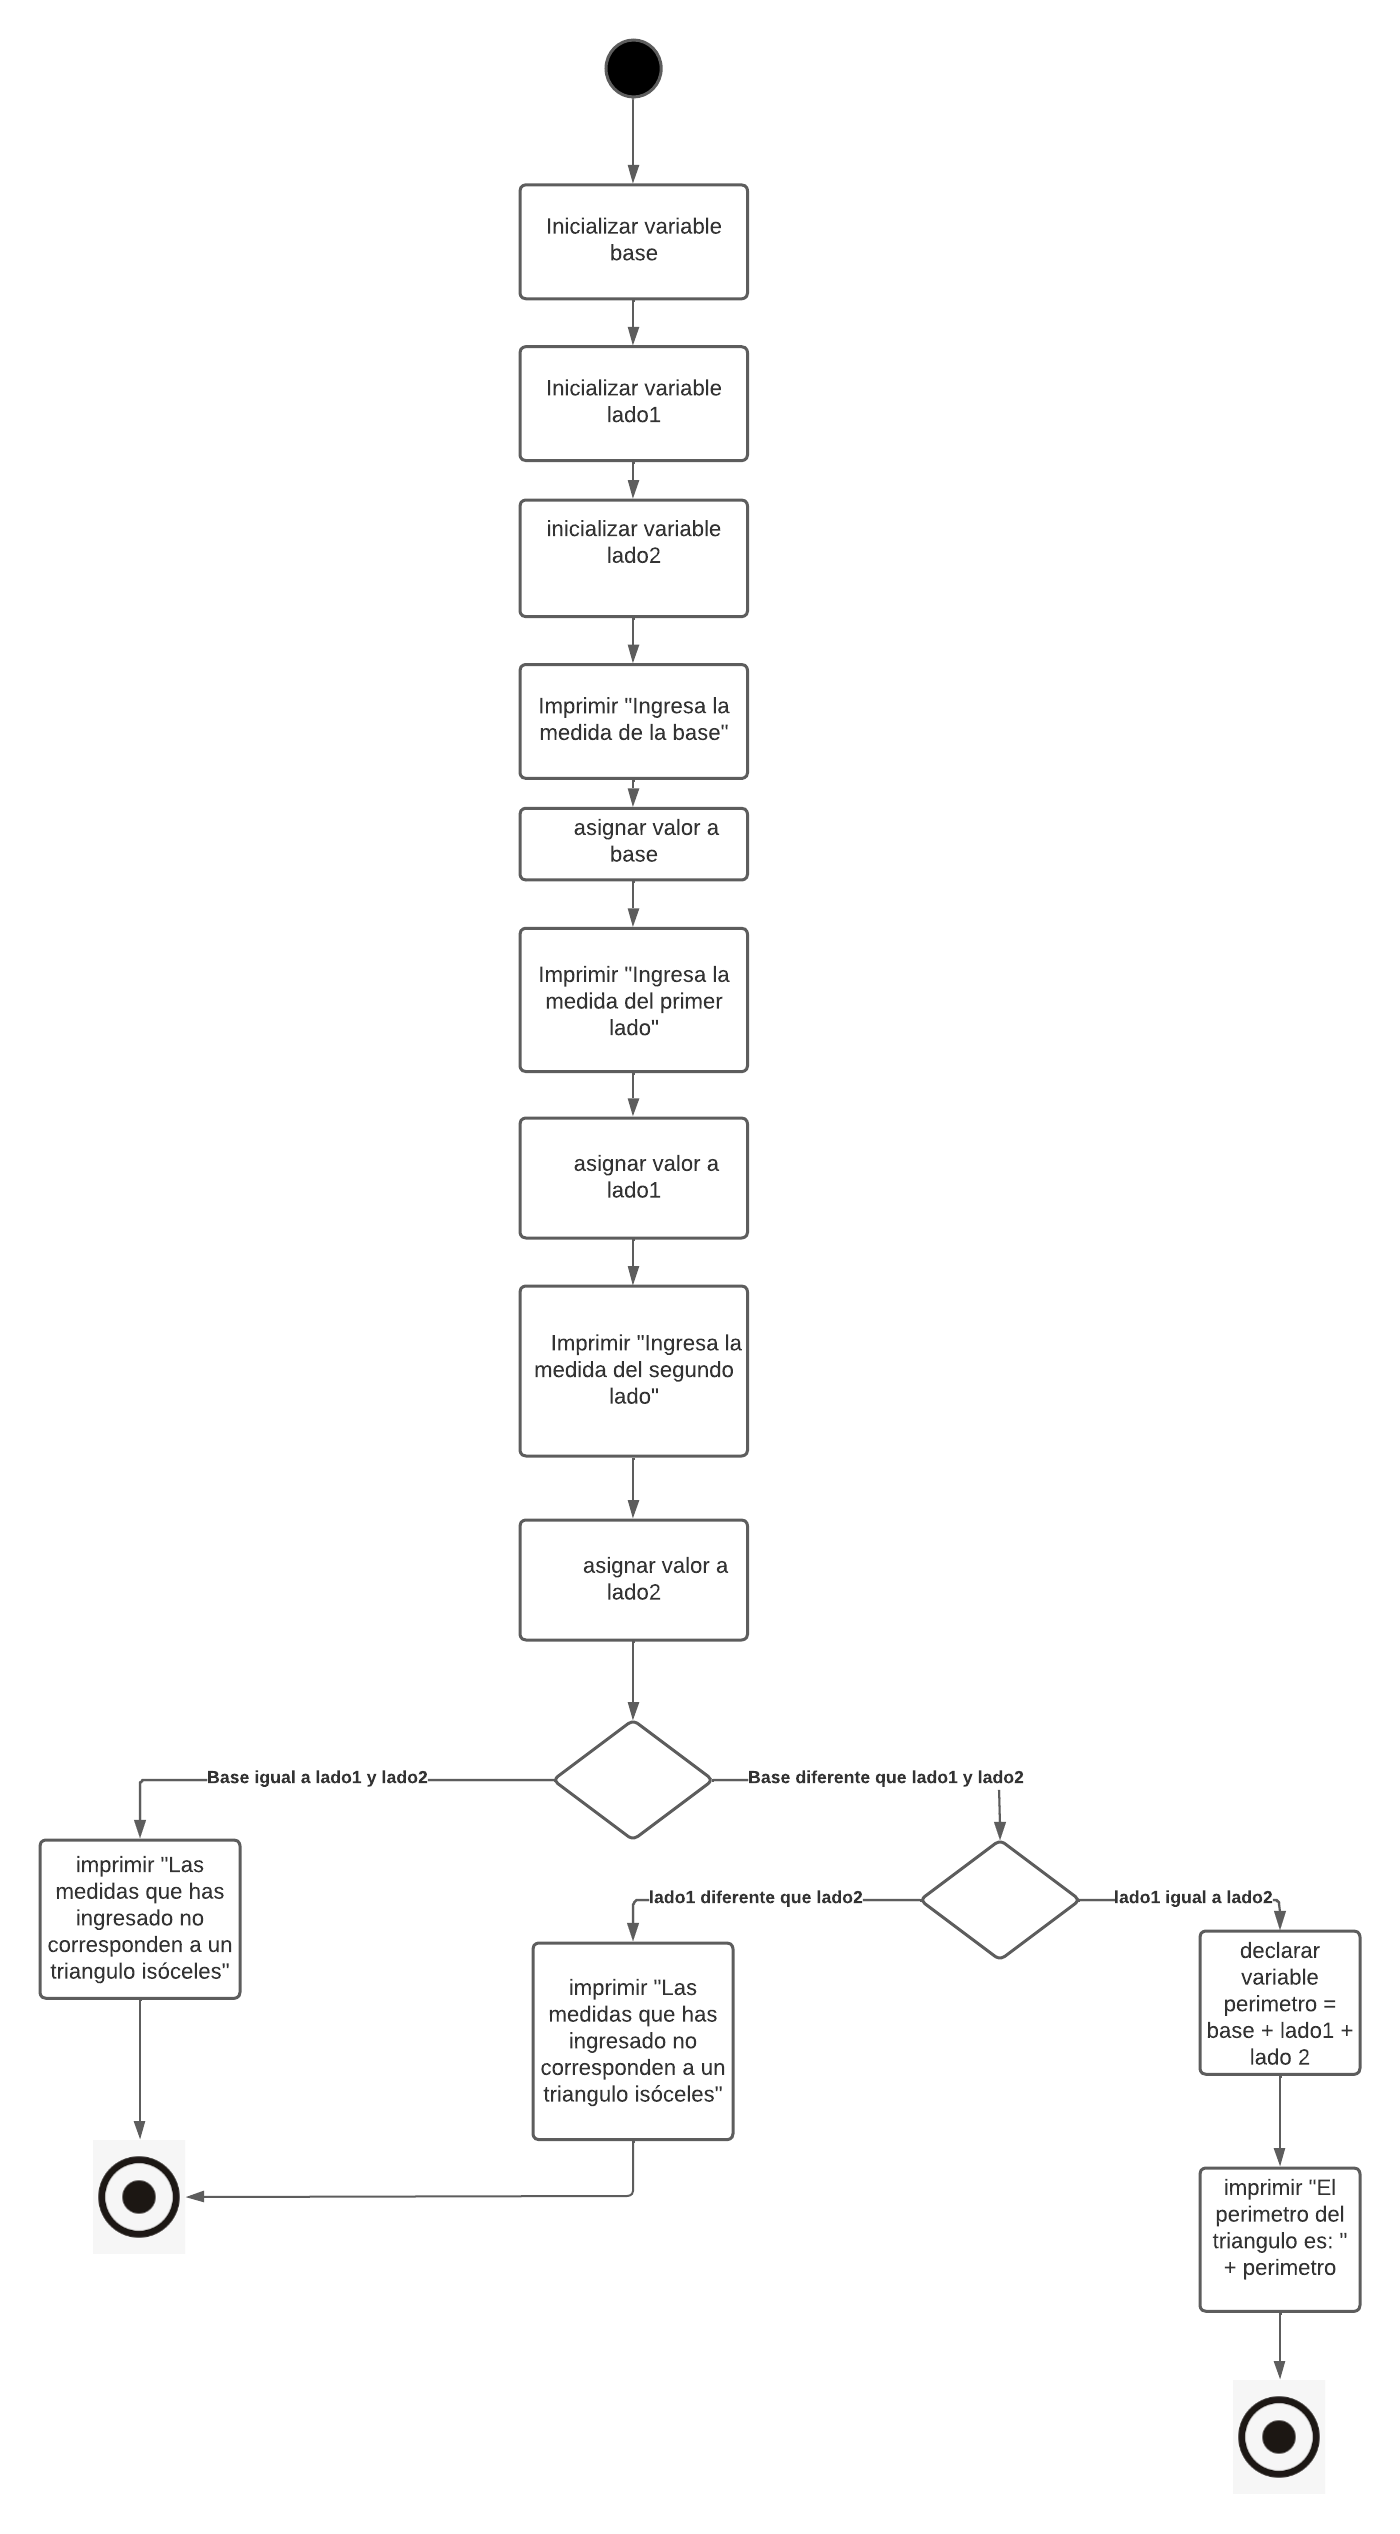 Inicializar variable
base
Inicializar variable
lado1
inicializar variable
lado2
Imprimir "Ingresa la
medida de la base"
asignar valor a
base
Imprimir "Ingresa la
medida del primer
lado"
asignar valor a
lado1
Imprimir "Ingresa la
medida del segundo
lado"
asignar valor a
lado2
Base igual a lado1 y lado2
Base diferente que lado1 y lado2
imprimir "Las
medidas que has
ingresado no
corresponden a un
triangulo isóceles"
lado1 diferente que lado2
lado1 igual a lado2
imprimir "Las
medidas que has
ingresado no
corresponden a un
triangulo isóceles"
declarar
variable
perimetro =
base + lado1 +
lado 2
imprimir "El
perimetro del
triangulo es: "
+ perimetro